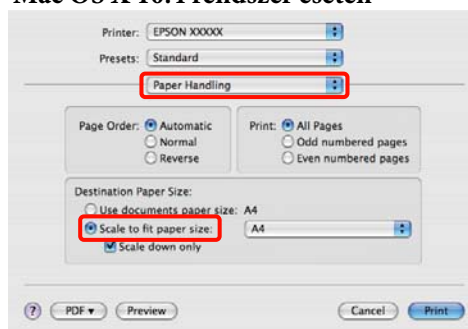 Mac OS X 10.4 rendszer esetén
Printer: EPSON XXXXX
Presets: Standard
Paper Handling
Page Order: Automatic Print: All Pages
Normal Odd numbered pages
Reverse Even numbered pages
Destination Paper Size:
Use documents paper size: A4
Scale to fit paper size: A4
Scale down only
? PDF ▼ Preview Cancel Print